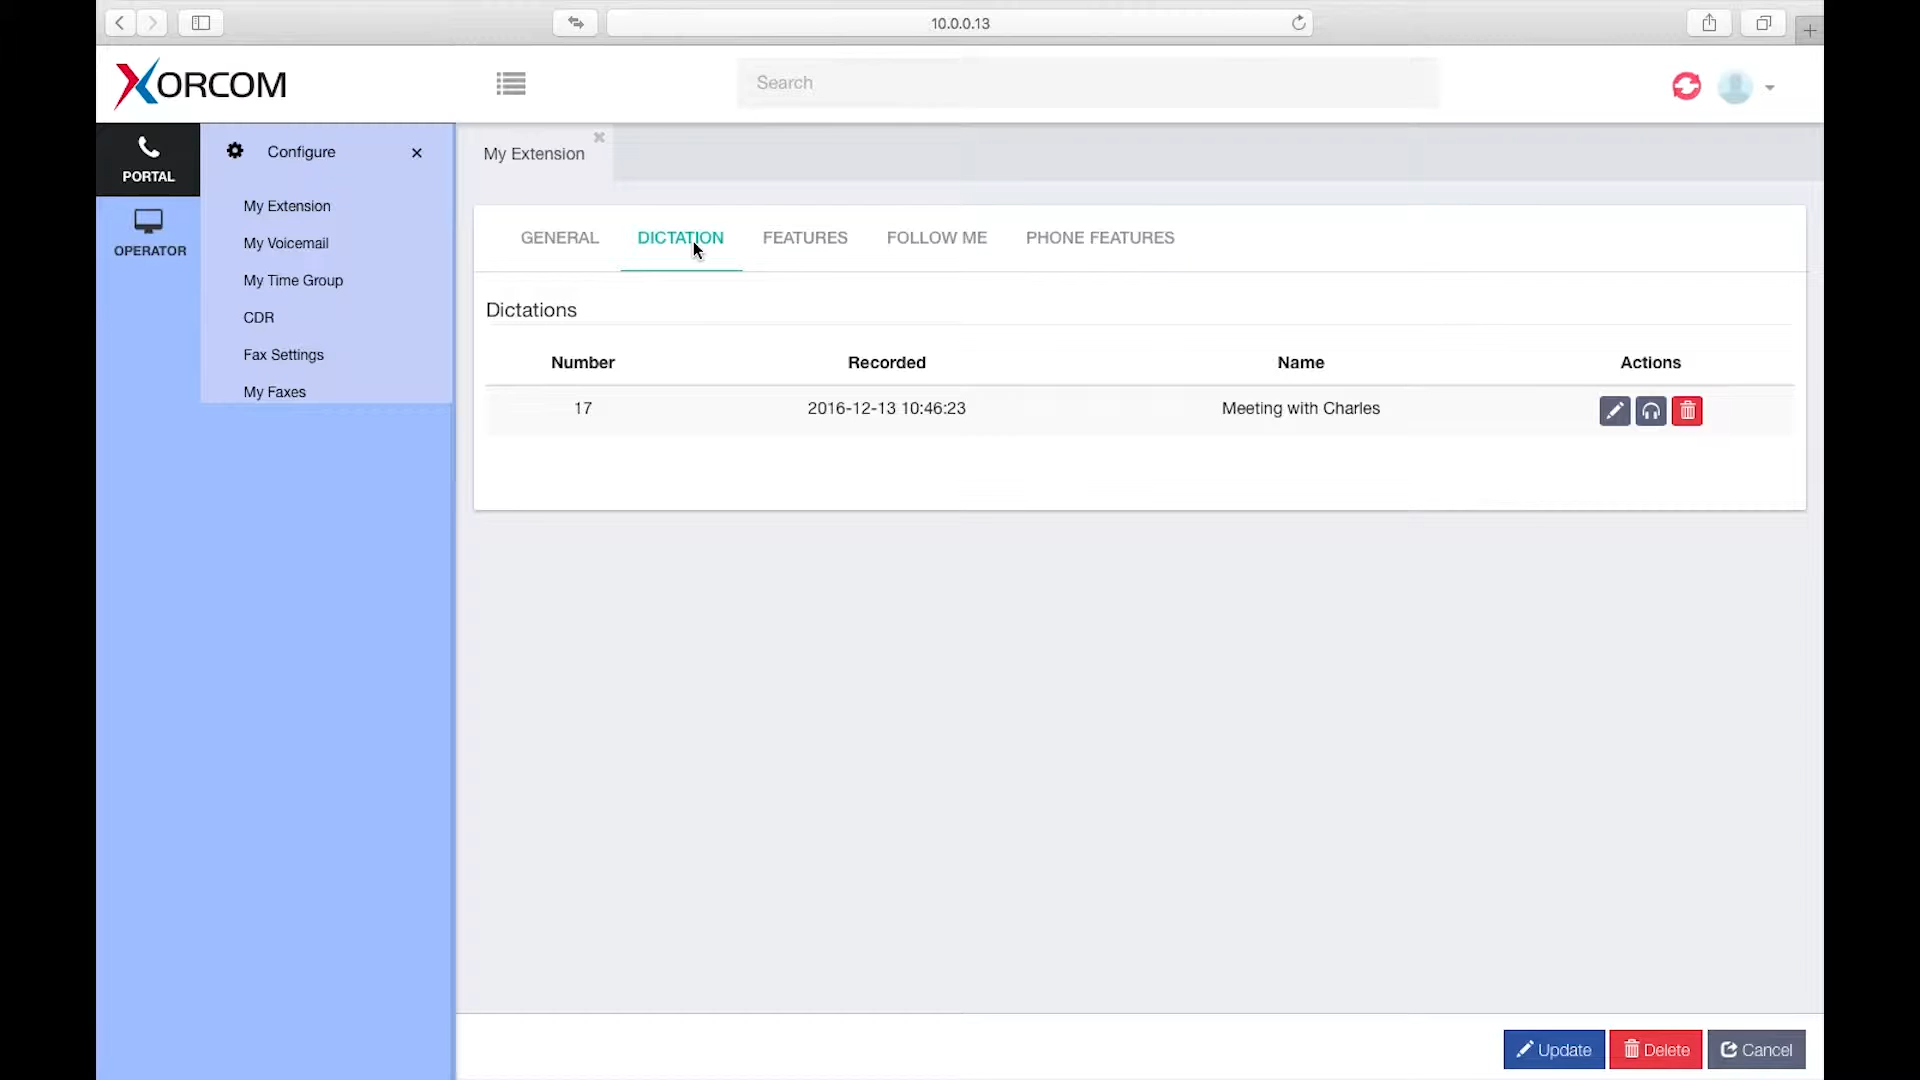 10.0.0.13
XORCOM
Search
PORTAL
OPERATOR
Configure
My Extension
My Voicemail
My Time Group
CDR
Fax Settings
My Faxes
My Extension
GENERAL DICTATION FEATURES FOLLOW ME PHONE FEATURES
Dictations
Number Recorded Name Actions
17 2016-12-13 10:46:23 Meeting with Charles
Update Delete Cancel